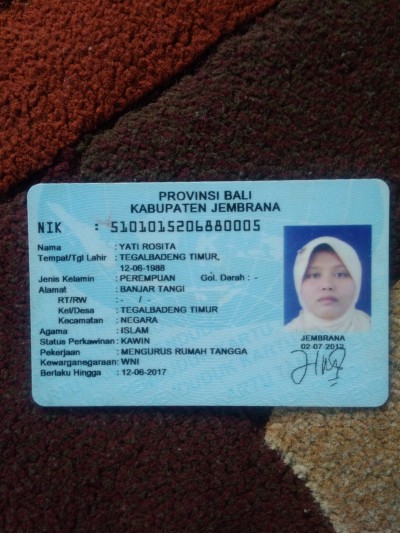 PROVINSI BALI
KABUPATEN JEMBRANA
NIK : 5101015206880005
Nama : YATI ROSITA
Tempat/Tgl Lahir : TEGALBADENG TIMUR,
12-06-1988
Jenis Kelamin : PEREMPUAN Gol. Darah : -
Alamat : BANJAR TANGI
RT/RW : - / -
Kel/Desa : TEGALBADENG TIMUR
Kecamatan : NEGARA
Agama : ISLAM
Status Perkawinan : KAWIN
Pekerjaan : MENGURUS RUMAH TANGGA
Kewarganegaraan : WNI
Berlaku Hingga : 12-06-2017
JEMBRANA
02-07-2012